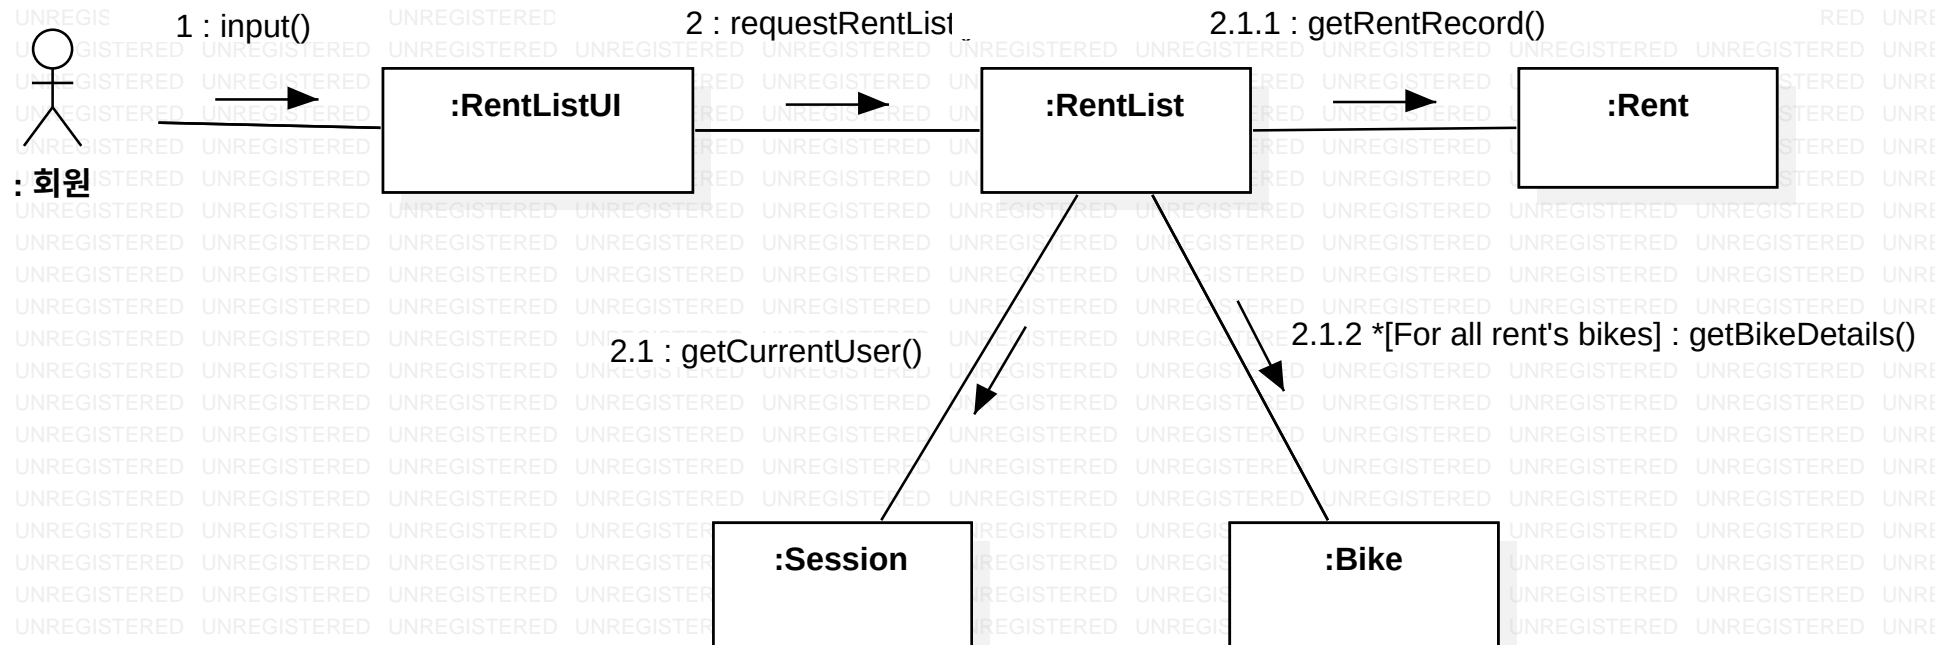 1 : input()
2 : requestRentList
2.1.1 : getRentRecord()
:RentListUI
:RentList
:Rent
: 회원
2.1 : getCurrentUser()
2.1.2 *[For all rent's bikes] : getBikeDetails()
:Session
:Bike
UNREGISTERED